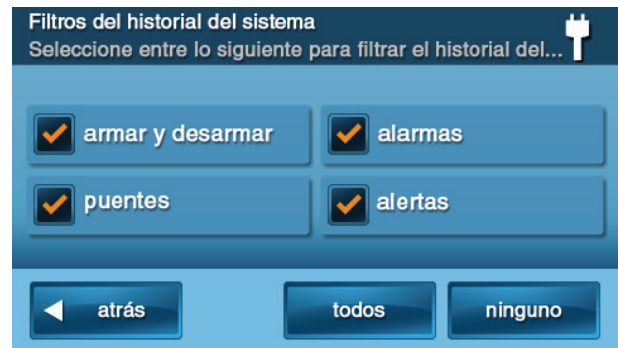 Filtros del historial del sistema
Seleccione entre lo siguiente para filtrar el historial del...
armar y desarmar
alarmas
puentes
alertas
atrás
todos
ninguno